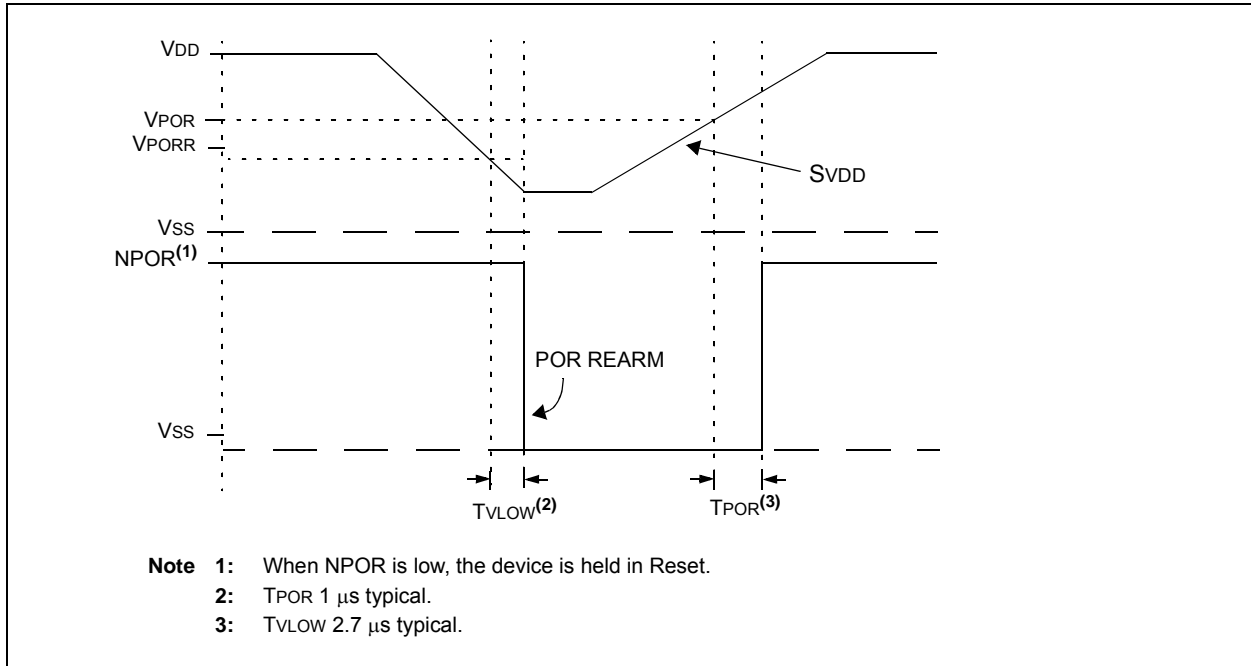 VDD
VPOR
VPORR
SVDD
VSS
NPOR(1)
POR REARM
VSS
TVLOW(2)
TPOR(3)
Note 1: When NPOR is low, the device is held in Reset.
2: TPOR 1 μs typical.
3: TVLOW 2.7 μs typical.